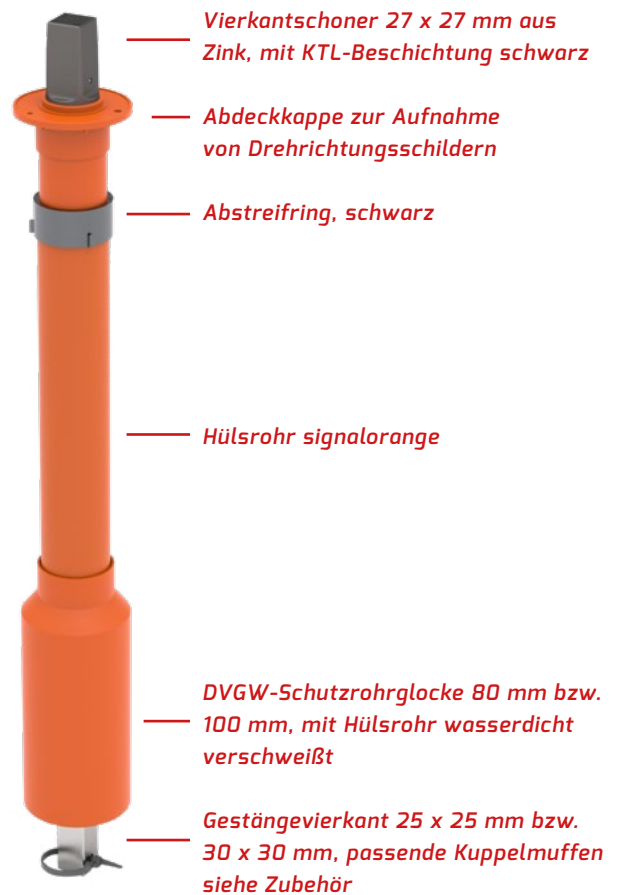 Vierkantschoner 27 x 27 mm aus
Zink, mit KTL-Beschichtung schwarz
Abdeckkappe zur Aufnahme
von Drehrichtungsschildern
Abstreifring, schwarz
Hülsrohr signalorange
DVGW-Schutzrohrglocke 80 mm bzw.
100 mm, mit Hülsrohr wasserdicht
verschweißt
Gestängevierkant 25 x 25 mm bzw.
30 x 30 mm, passende Kuppelmuffen
siehe Zubehör